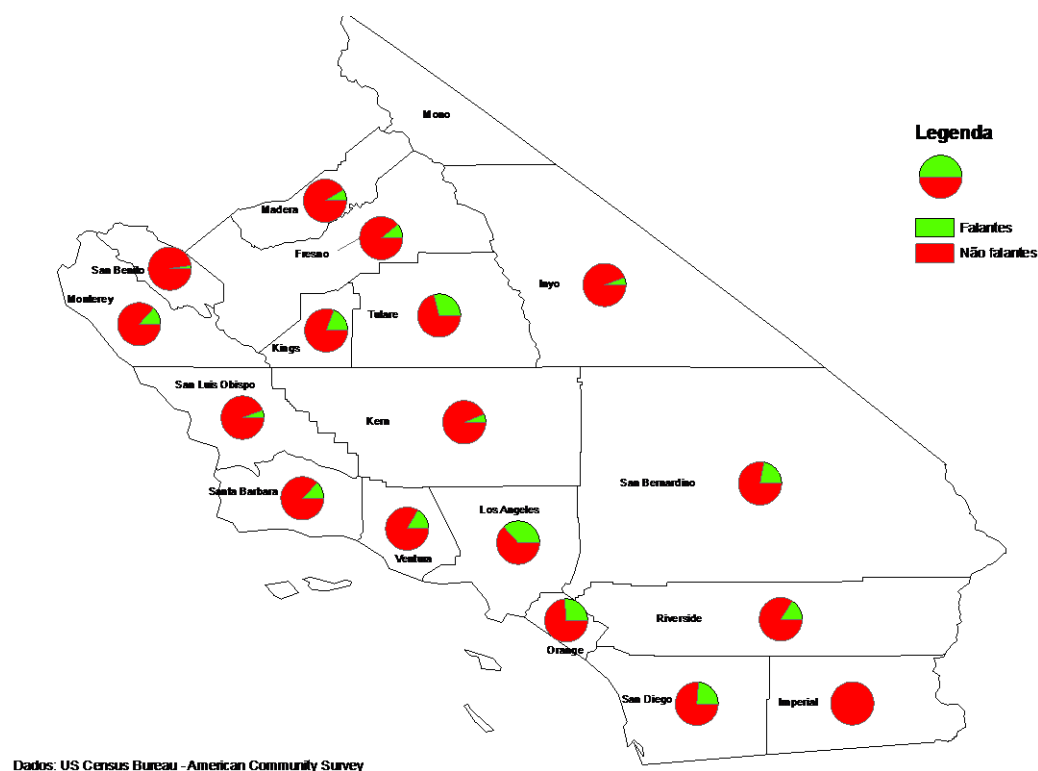 Mono
Legenda
Madera
Falantes
Fresno
Não falantes
San Benito
Inyo
Monterey
Tulare
Kings
San Luis Obispo
Kern
San Bernardino
Santa Barbara
Los Angeles
Ventura
Riverside
Orange
San Diego
Imperial
Dados: US Census Bureau - American Community Survey